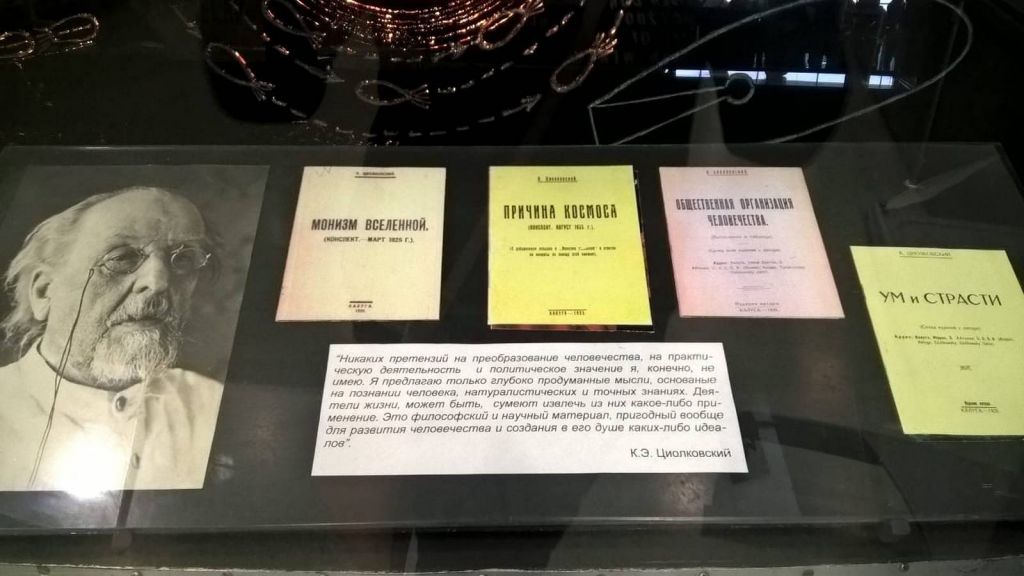 К. ЦИОЛКОВСКИЙ
МОНИЗМ ВСЕЛЕННОЙ.
(КОНСПЕКТ.—МАРТ 1925 Г.).
КАЛУГА
1925
К. Циолковский.
ПРИЧИНА КОСМОСА
(КОНСПЕКТ. АВГУСТ 1925 Г.).
КАЛУГА—1925.
К. ЦИОЛКОВСКИЙ
ОБЩЕСТВЕННАЯ ОРГАНИЗАЦИЯ
ЧЕЛОВЕЧЕСТВА.
Издание автора
КАЛУГА
К. ЦИОЛКОВСКИЙ
УМ и СТРАСТИ
КАЛУГА
"Никаких претензий на преобразование человечества, на практи-
ческую деятельность и политическое значение я, конечно, не
имею. Я предлагаю только глубоко продуманные мысли, основаные
на познании человека, натуралистических и точных знаниях. Дея-
тели жизни, может быть, сумеют извлечь из них какое-либо при-
менение. Это философский и научный материал, пригодный вообще
для развития человечества и создания в его душе каких-либо идеа-
лов".
К.Э. Циолковский